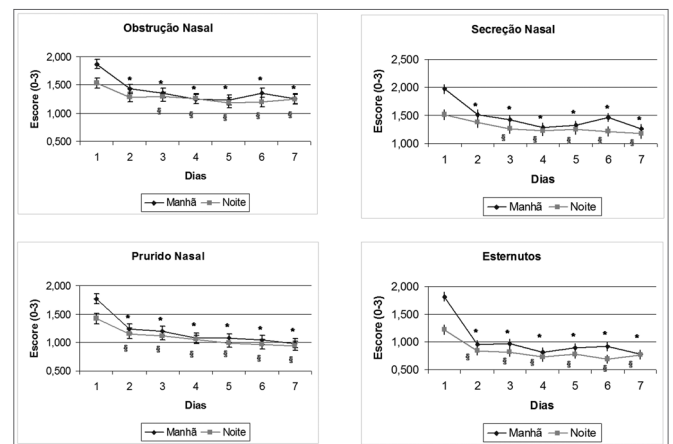 Obstrução Nasal
Escore (0-3)
2,000
1,500
1,000
0,500
* * * * * *
§ § § § §
1 2 3 4 5 6 7
Dias
Manhã Noite
Secreção Nasal
Escore (0-3)
2,500
2,000
1,500
1,000
* * * * * *
§ § § § §
1 2 3 4 5 6 7
Dias
Manhã Noite
Prurido Nasal
Escore (0-3)
2,000
1,500
1,000
0,500
* * * * * *
§ § § § § §
1 2 3 4 5 6 7
Dias
Manhã Noite
Esternutos
Escore (0-3)
2,000
1,500
1,000
0,500
* * * * * *
§ § § § § §
1 2 3 4 5 6 7
Dias
Manhã Noite